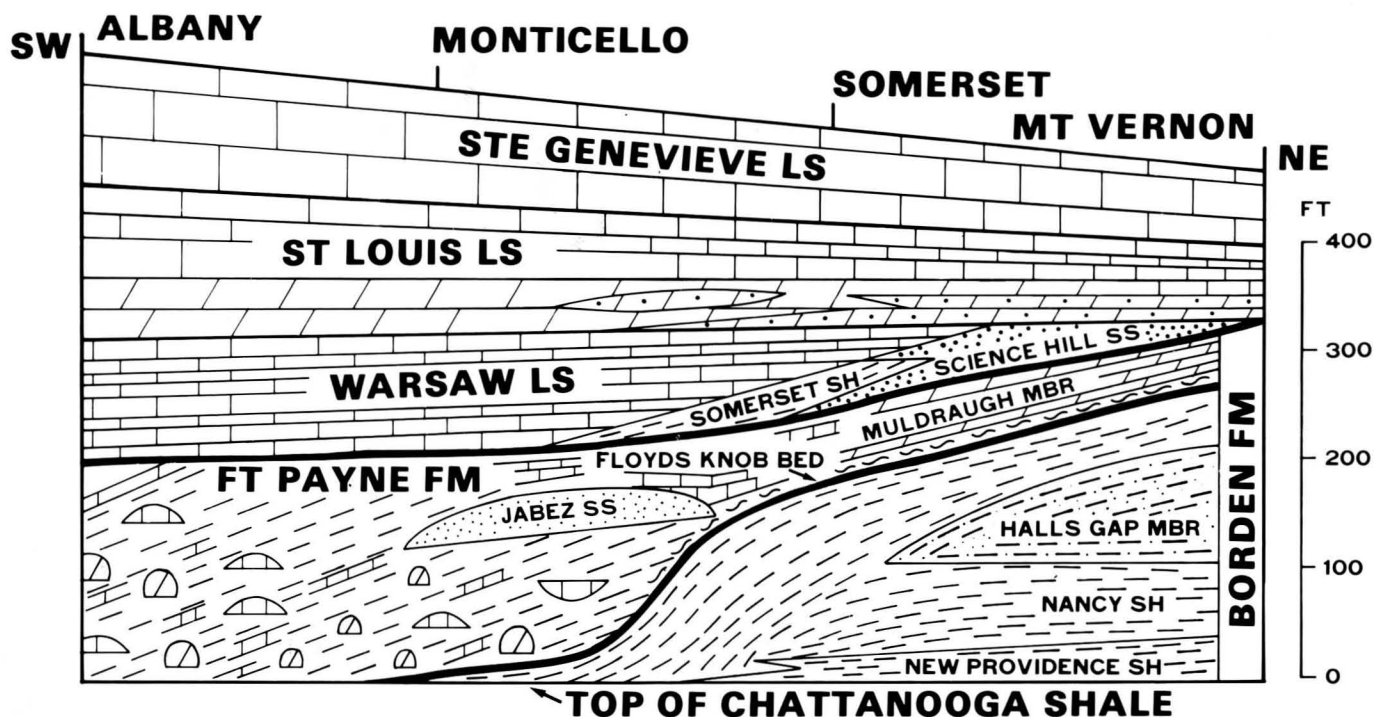 SW ALBANY
MONTICELLO
SOMERSET
MT VERNON
NE
STE GENEVIEVE LS
FT
400
ST LOUIS LS
SCIENCE HILL SS
300
WARSAW LS
SOMERSET SH
MULDRAUGH MBR
FLOYDS KNOB BED
200
FT PAYNE FM
JABEZ SS
HALLS GAP MBR
BORDEN FM
100
NANCY SH
NEW PROVIDENCE SH
0
TOP OF CHATTANOOGA SHALE